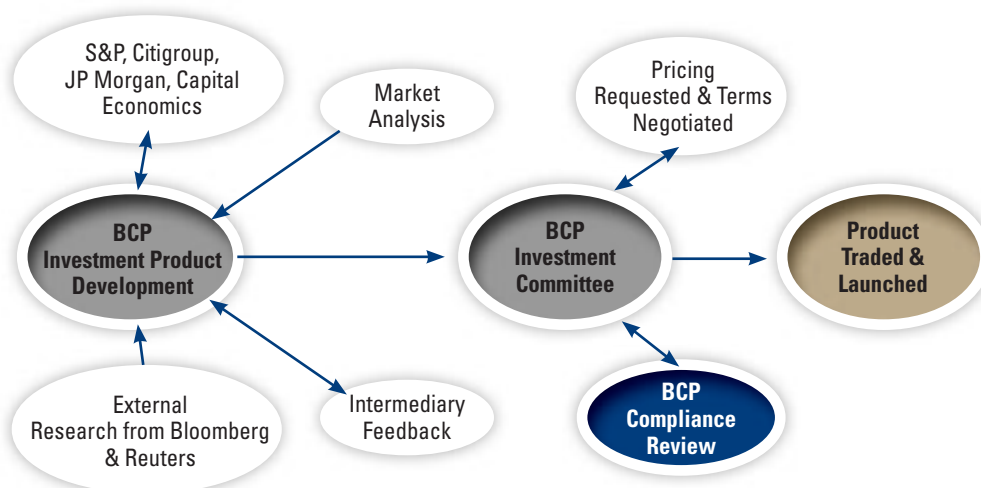 S&P, Citigroup,
JP Morgan, Capital
Economics
Market
Analysis
Pricing
Requested & Terms
Negotiated
BCP
Investment Product
Development
BCP
Investment
Committee
Product
Traded &
Launched
External
Research from Bloomberg
& Reuters
Intermediary
Feedback
BCP
Compliance
Review